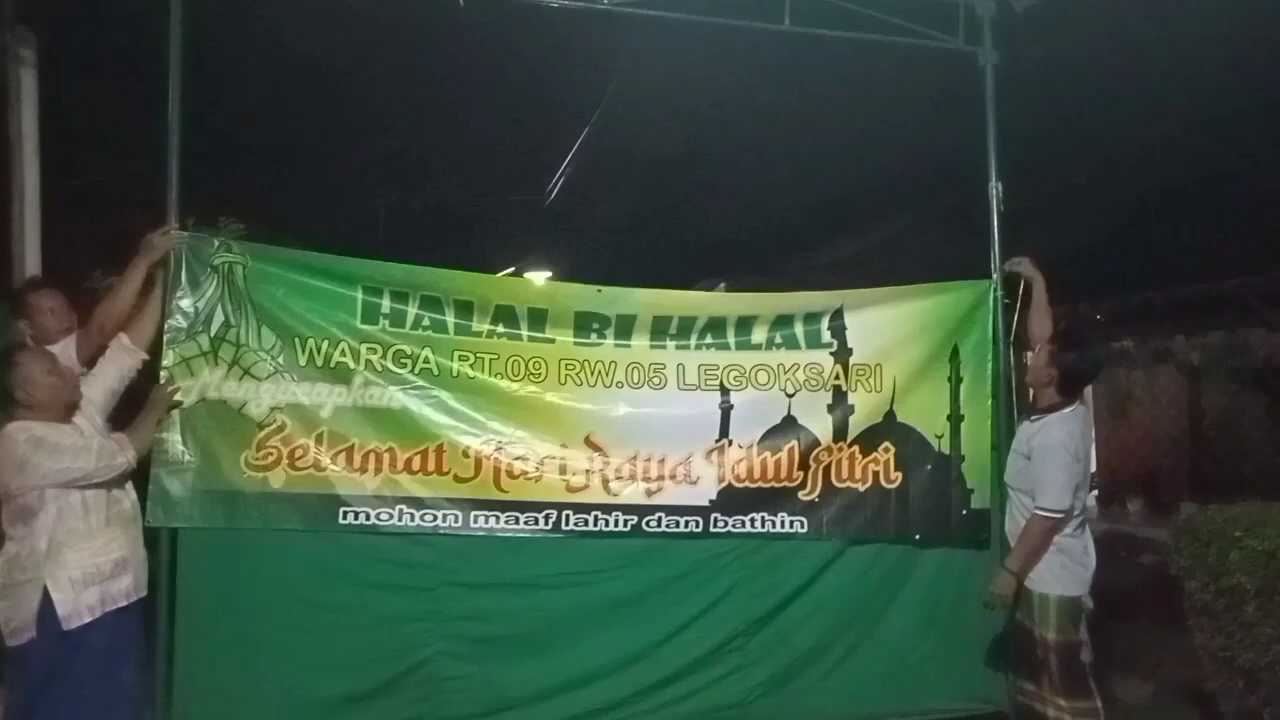 HALAL BI HALAL
WARGA RT.09 RW.05 LEGOKSARI
Mengucapkan
Selamat Hari Raya Idul Fitri
mohon maaf lahir dan bathin